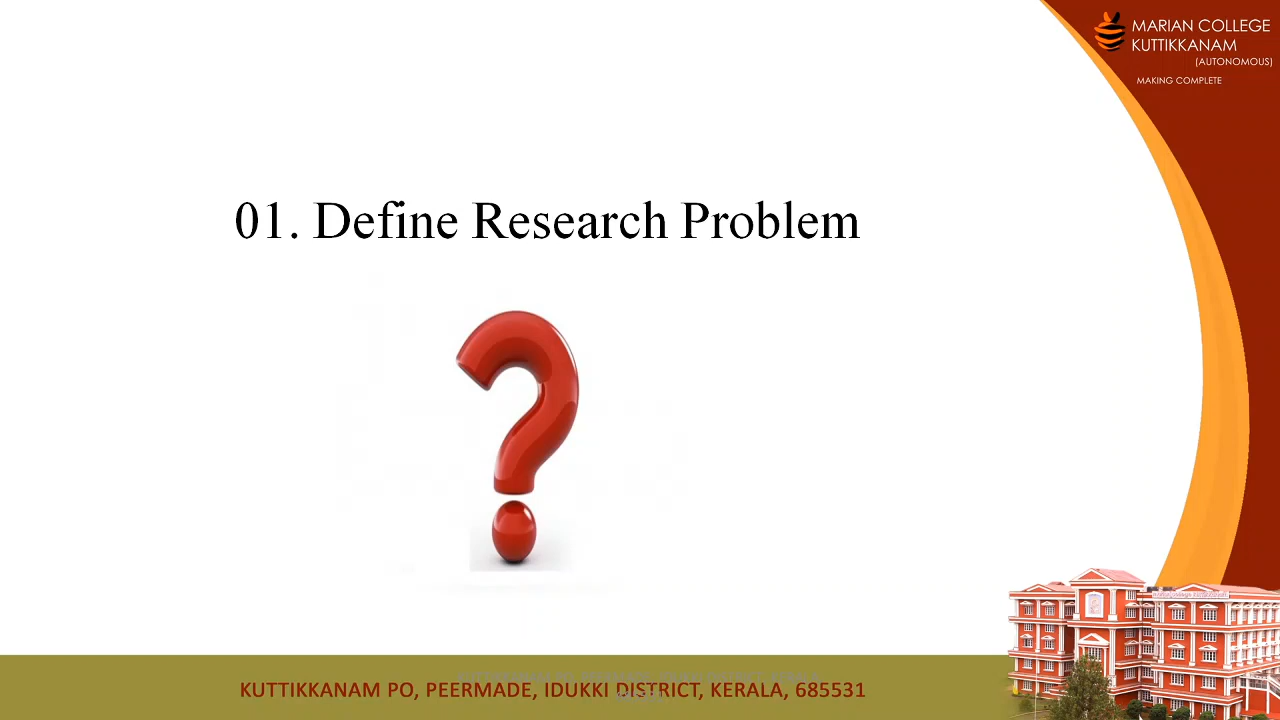 MARIAN COLLEGE
KUTTIKKANAM
(AUTONOMOUS)
MAKING COMPLETE
01. Define Research Problem
KUTTIKKANAM PO, PEERMADE, IDUKKI DISTRICT, KERALA, 685531